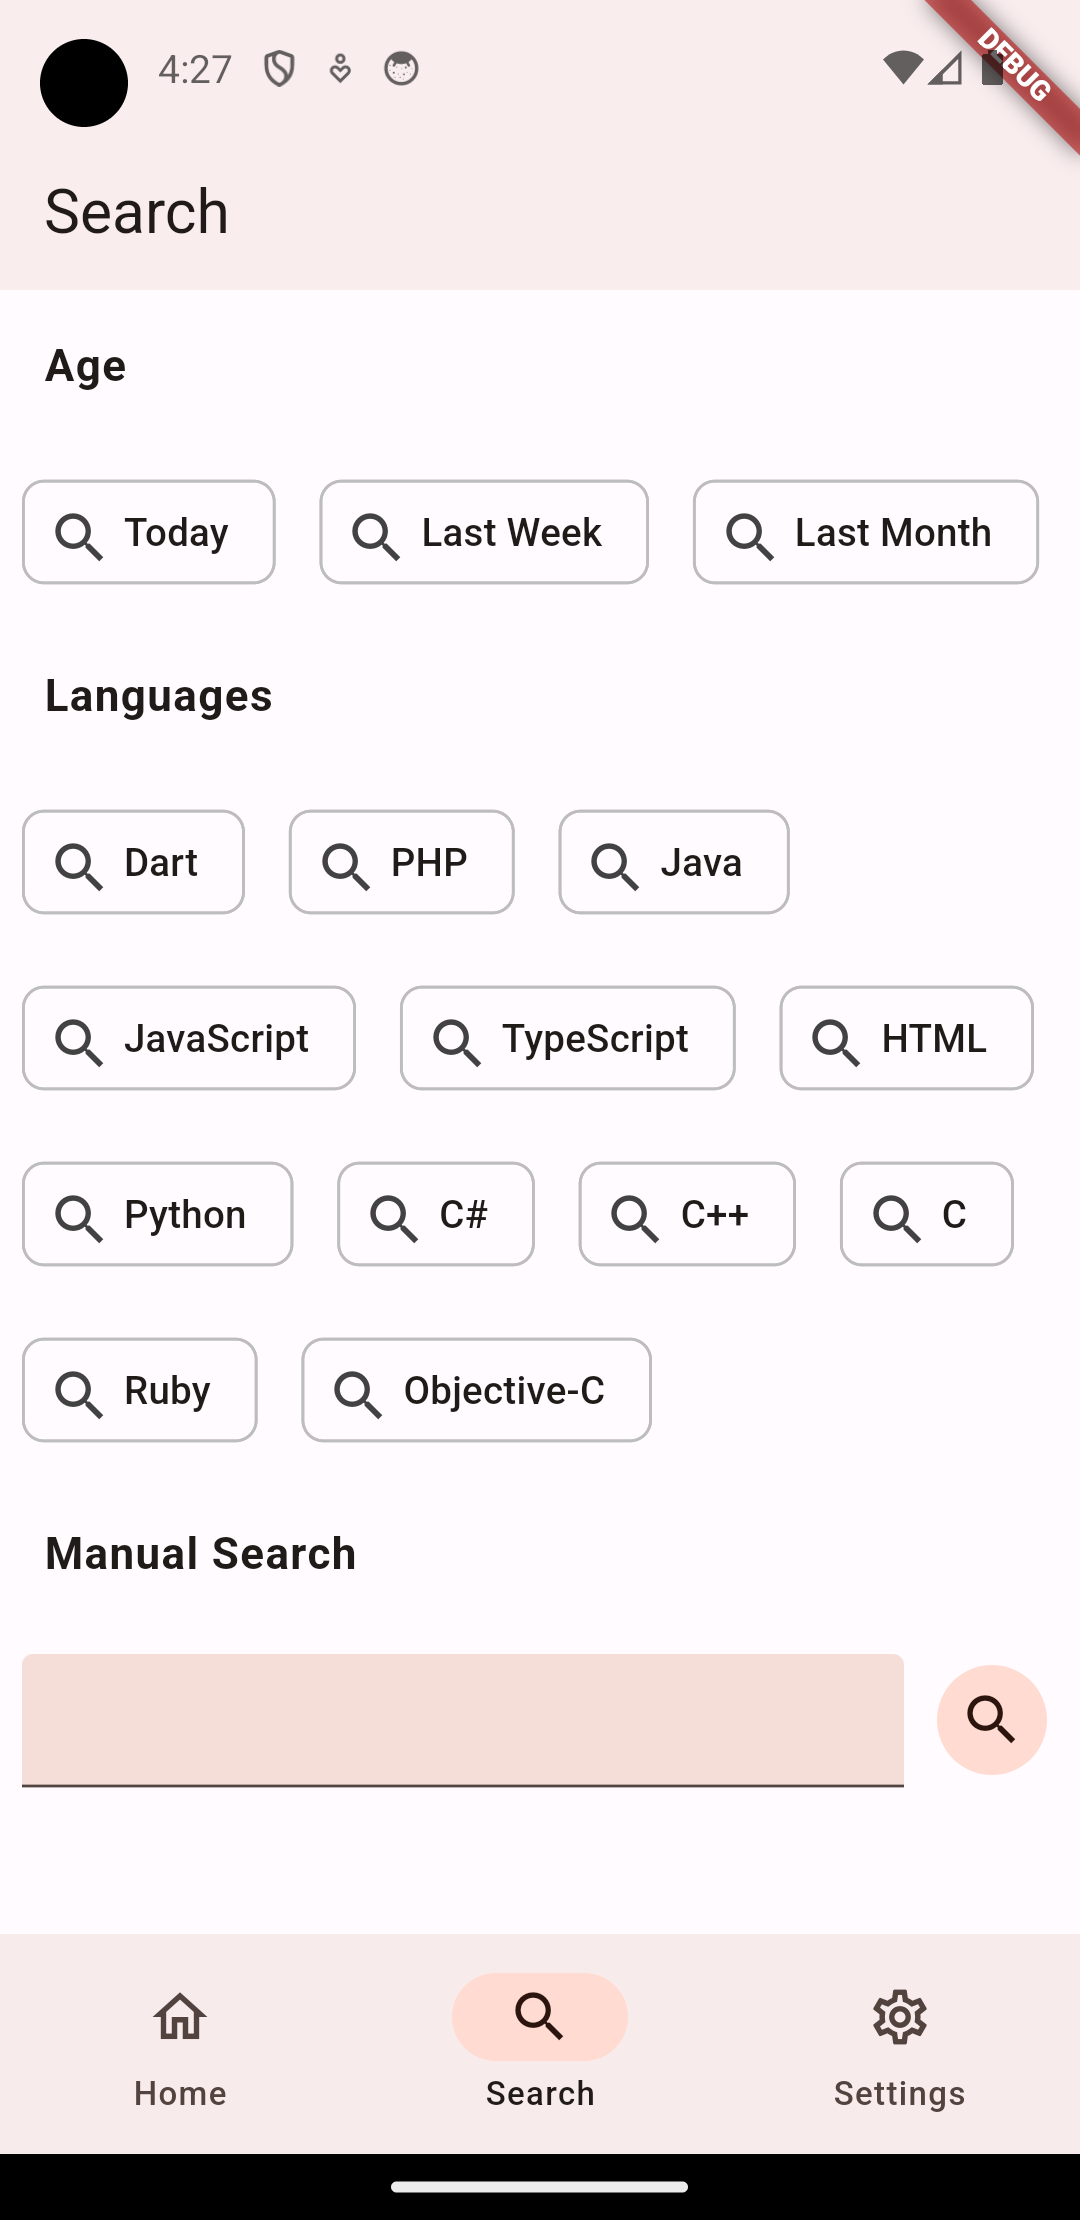 4:27
DEBUG
Search
Age
Today Last Week Last Month
Languages
Dart PHP Java
JavaScript TypeScript HTML
Python C# C++ C
Ruby Objective-C
Manual Search
Home Search Settings